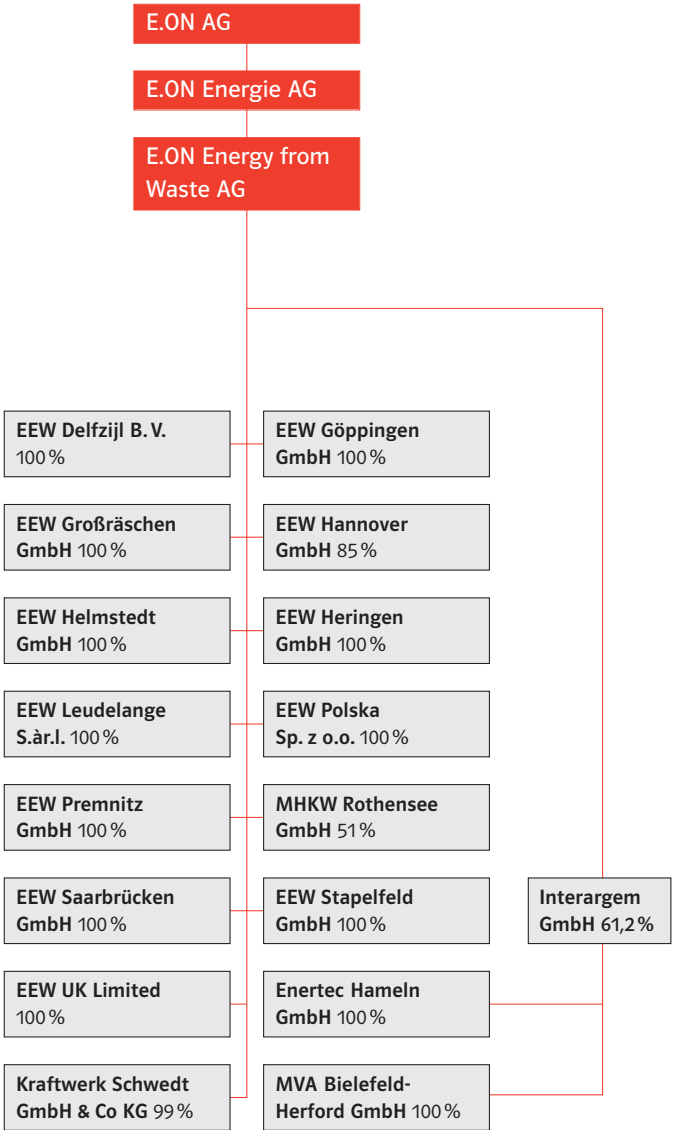 E.ON AG
E.ON Energie AG
E.ON Energy from
Waste AG
EEW Delfzijl B. V.
100 %
EEW Göppingen
GmbH 100 %
EEW Großräschen
GmbH 100 %
EEW Hannover
GmbH 85 %
EEW Helmstedt
GmbH 100 %
EEW Heringen
GmbH 100 %
EEW Leudelange
S.àr.l. 100 %
EEW Polska
Sp. z o.o. 100 %
EEW Premnitz
GmbH 100 %
MHKW Rothensee
GmbH 51 %
EEW Saarbrücken
GmbH 100 %
EEW Stapelfeld
GmbH 100 %
Interargem
GmbH 61,2 %
EEW UK Limited
100 %
Enertec Hameln
GmbH 100 %
Kraftwerk Schwedt
GmbH & Co KG 99 %
MVA Bielefeld-
Herford GmbH 100 %